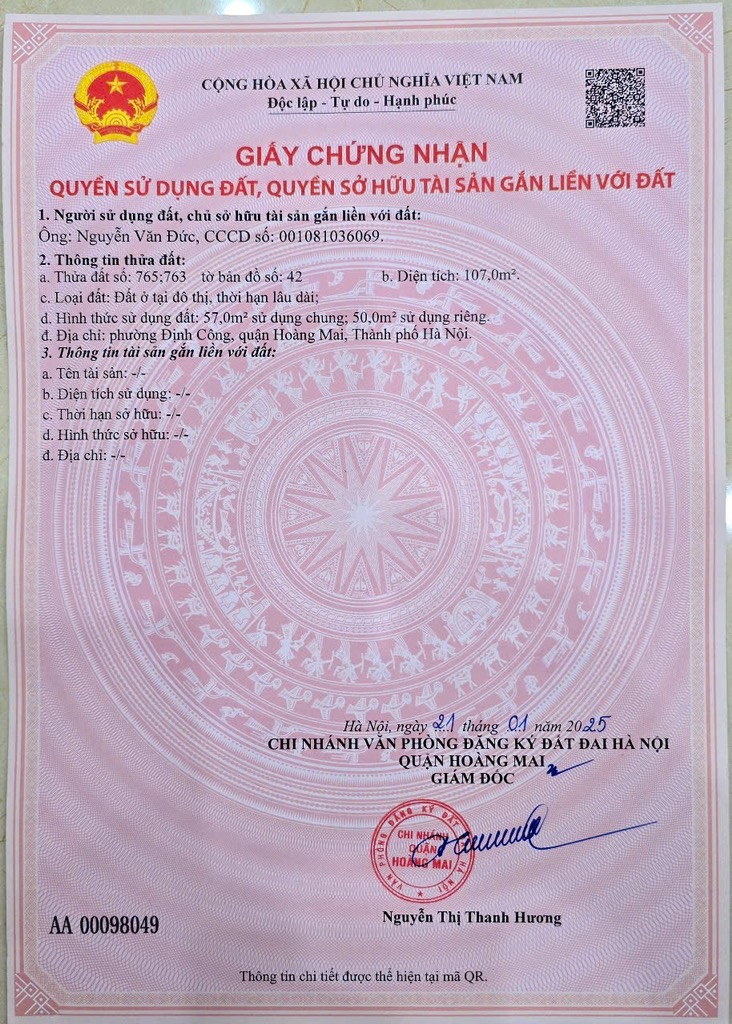 CỘNG HÒA XÃ HỘI CHỦ NGHĨA VIỆT NAM
Độc lập - Tự do - Hạnh phúc
GIẤY CHỨNG NHẬN
QUYỀN SỬ DỤNG ĐẤT, QUYỀN SỞ HỮU TÀI SẢN GẮN LIỀN VỚI ĐẤT
1. Người sử dụng đất, chủ sở hữu tài sản gắn liền với đất:
Ông: Nguyễn Văn Đức, CCCD số: 001081036069.
2. Thông tin thửa đất:
a. Thửa đất số: 765;763 tờ bản đồ số: 42 b. Diện tích: 107,0m².
c. Loại đất: Đất ở tại đô thị, thời hạn lâu dài;
d. Hình thức sử dụng đất: 57,0m² sử dụng chung; 50,0m² sử dụng riêng.
đ. Địa chỉ: phường Định Công, quận Hoàng Mai, Thành phố Hà Nội.
3. Thông tin tài sản gắn liền với đất:
a. Tên tài sản: -/-
b. Diện tích sử dụng: -/-
c. Thời hạn sở hữu: -/-
d. Hình thức sở hữu: -/-
đ. Địa chỉ: -/-
Hà Nội, ngày 21 tháng 01 năm 2025
CHI NHÁNH VĂN PHÒNG ĐĂNG KÝ ĐẤT ĐAI HÀ NỘI
QUẬN HOÀNG MAI
GIÁM ĐỐC
VĂN PHÒNG ĐĂNG KÝ ĐẤT HÀ NỘI
CHI NHÁNH
QUẬN
HOÀNG MAI
Nguyễn Thị Thanh Hương
AA 00098049
Thông tin chi tiết được thể hiện tại mã QR.